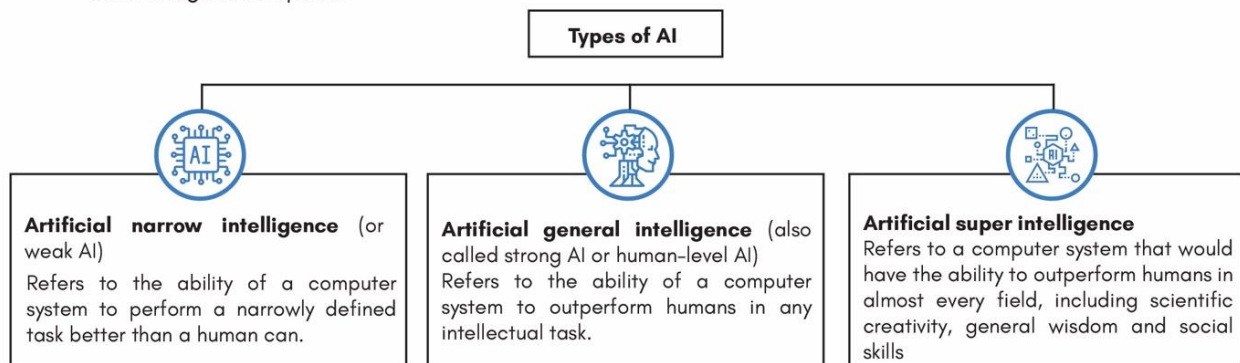 Types of AI
AI
Artificial narrow intelligence (or
weak AI)
Refers to the ability of a computer
system to perform a narrowly defined
task better than a human can.
Artificial general intelligence (also
called strong AI or human-level AI)
Refers to the ability of a computer
system to outperform humans in any
intellectual task.
AI
Artificial super intelligence
Refers to a computer system that would
have the ability to outperform humans in
almost every field, including scientific
creativity, general wisdom and social
skills